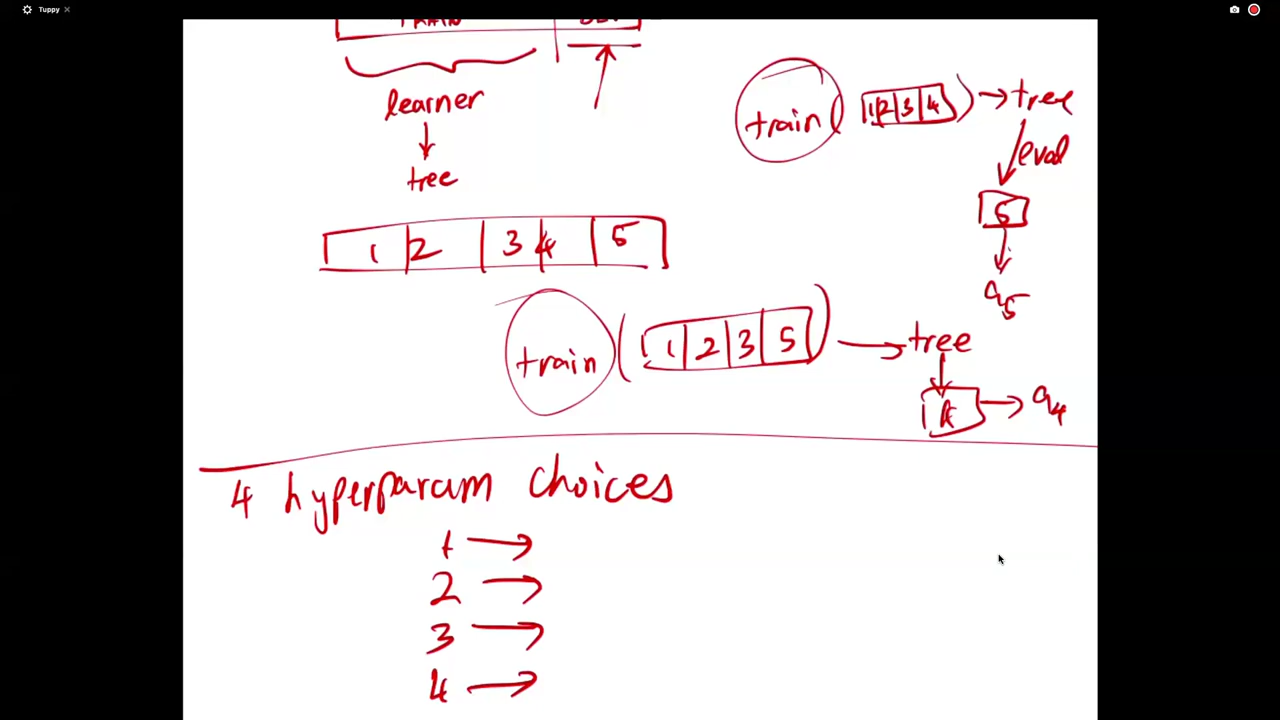 Tuppy
TRAIN
learner
tree
train( 1 2 3 4 ) → tree
eval
5
a5
1 2 3 4 5
train ( 1 2 3 5 ) → tree
4 → a4
4 hyperparam choices
1 →
2 →
3 →
4 →